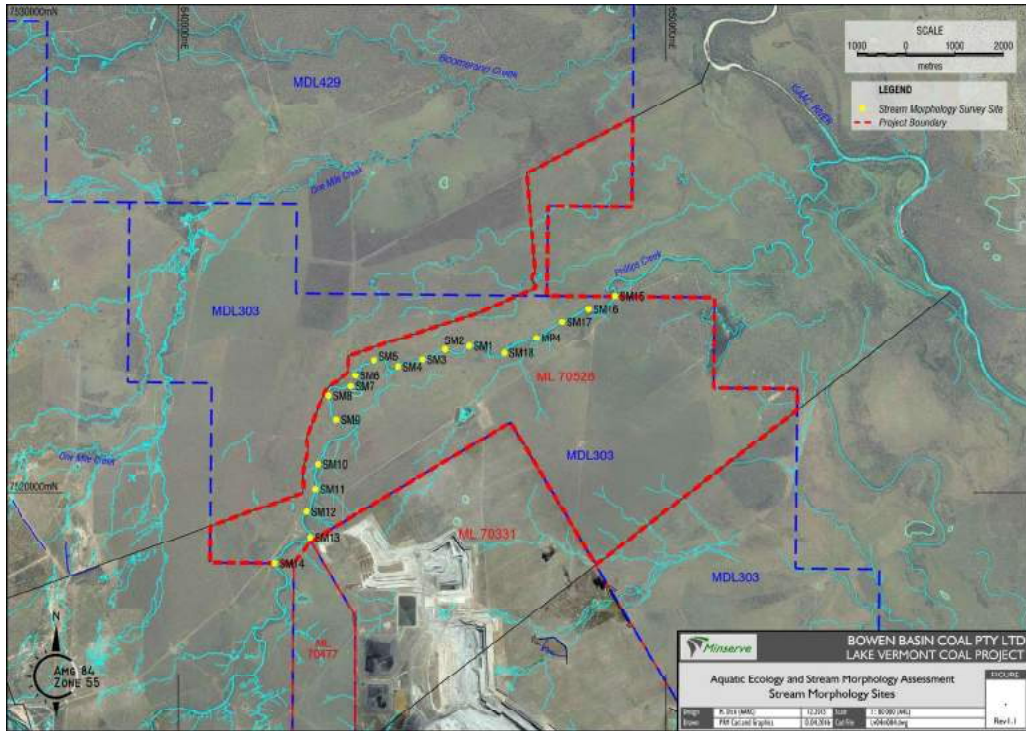 7530000mN
640000mE
650000mE
SCALE
1000 0 1000 2000
metres
LEGEND
Stream Morphology Survey Site
Project Boundary
Boomerang Creek
MDL429
ISAAC RIVER
One Mile Creek
Phillips Creek
MDL303
SM15
SM16
SM17
MP4
SM18
SM1
SM2
SM3
SM4
SM5
SM6
SM7
SM8
SM9
ML 70528
MDL303
One Mile Creek
SM10
7520000mN
SM11
SM12
SM13
ML 70331
SM14
MDL303
ML
70477
N
AMG 84
ZONE 55
Minserve
BOWEN BASIN COAL PTY LTD
LAKE VERMONT COAL PROJECT
Aquatic Ecology and Stream Morphology Assessment
Stream Morphology Sites
FIGURE
Rev1.1